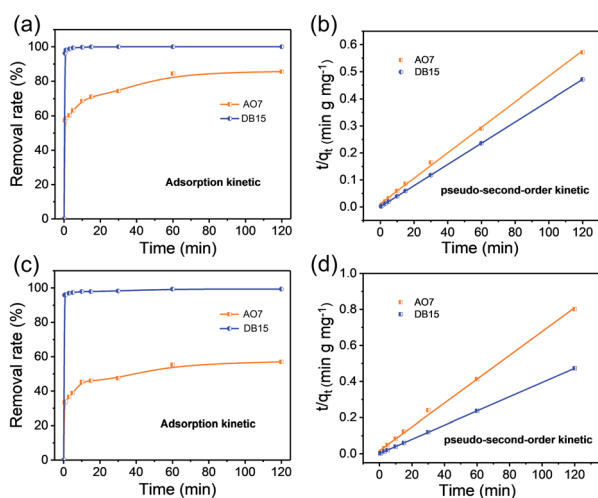 (a)
Removal rate (%)
100
80
60
40
20
0
AO7
DB15
Adsorption kinetic
0 20 40 60 80 100 120
Time (min)
(b)
t/qt (min g mg-1)
0.6
0.5
0.4
0.3
0.2
0.1
0.0
AO7
DB15
pseudo-second-order kinetic
0 20 40 60 80 100 120
Time (min)
(c)
Removal rate (%)
100
80
60
40
20
0
AO7
DB15
Adsorption kinetic
0 20 40 60 80 100 120
Time (min)
(d)
t/qt (min g mg-1)
1.0
0.8
0.6
0.4
0.2
0.0
AO7
DB15
pseudo-second-order kinetic
0 20 40 60 80 100 120
Time (min)